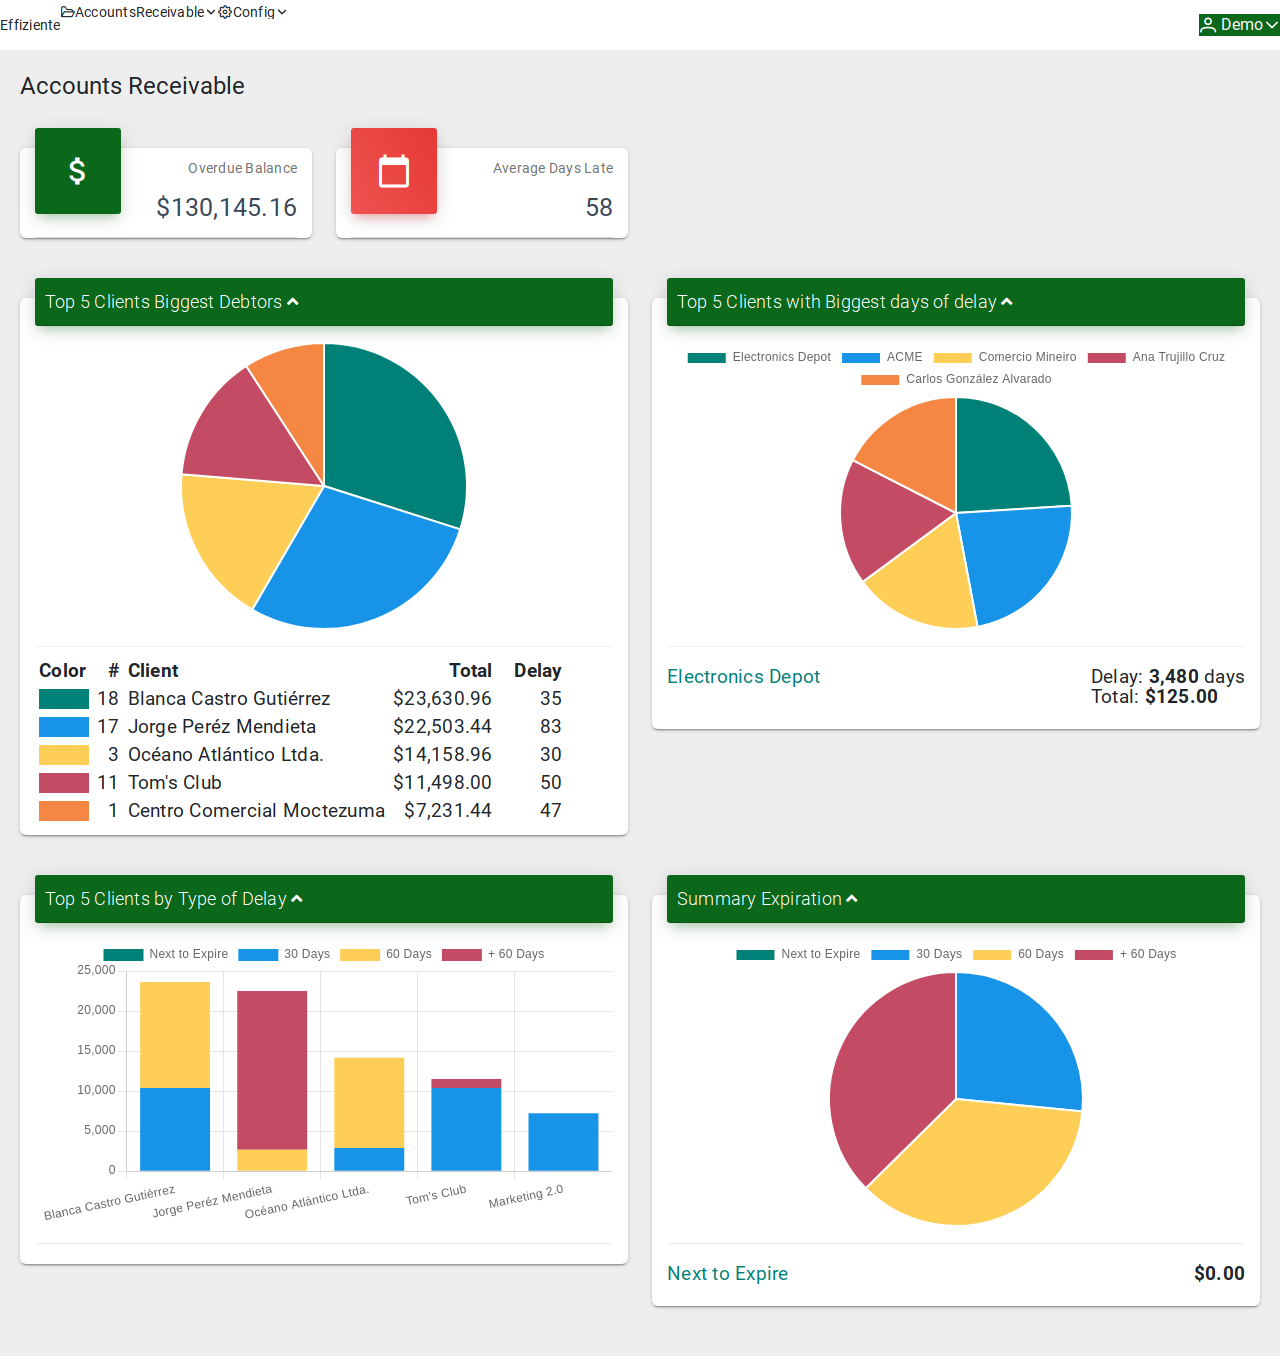 Effiziente AccountsReceivable Config Demo
Accounts Receivable
Overdue Balance
$130,145.16
Average Days Late
58
Top 5 Clients Biggest Debtors
Color # Client Total Delay
18 Blanca Castro Gutiérrez $23,630.96 35
17 Jorge Peréz Mendieta $22,503.44 83
3 Océano Atlántico Ltda. $14,158.96 30
11 Tom's Club $11,498.00 50
1 Centro Comercial Moctezuma $7,231.44 47
Top 5 Clients with Biggest days of delay
Electronics Depot ACME Comercio Mineiro Ana Trujillo Cruz
Carlos González Alvarado
Electronics Depot
Delay: 3,480 days
Total: $125.00
Top 5 Clients by Type of Delay
Next to Expire 30 Days 60 Days + 60 Days
25,000
20,000
15,000
10,000
5,000
0
Blanca Castro Gutiérrez
Jorge Peréz Mendieta
Océano Atlántico Ltda.
Tom's Club
Marketing 2.0
Summary Expiration
Next to Expire 30 Days 60 Days + 60 Days
Next to Expire $0.00